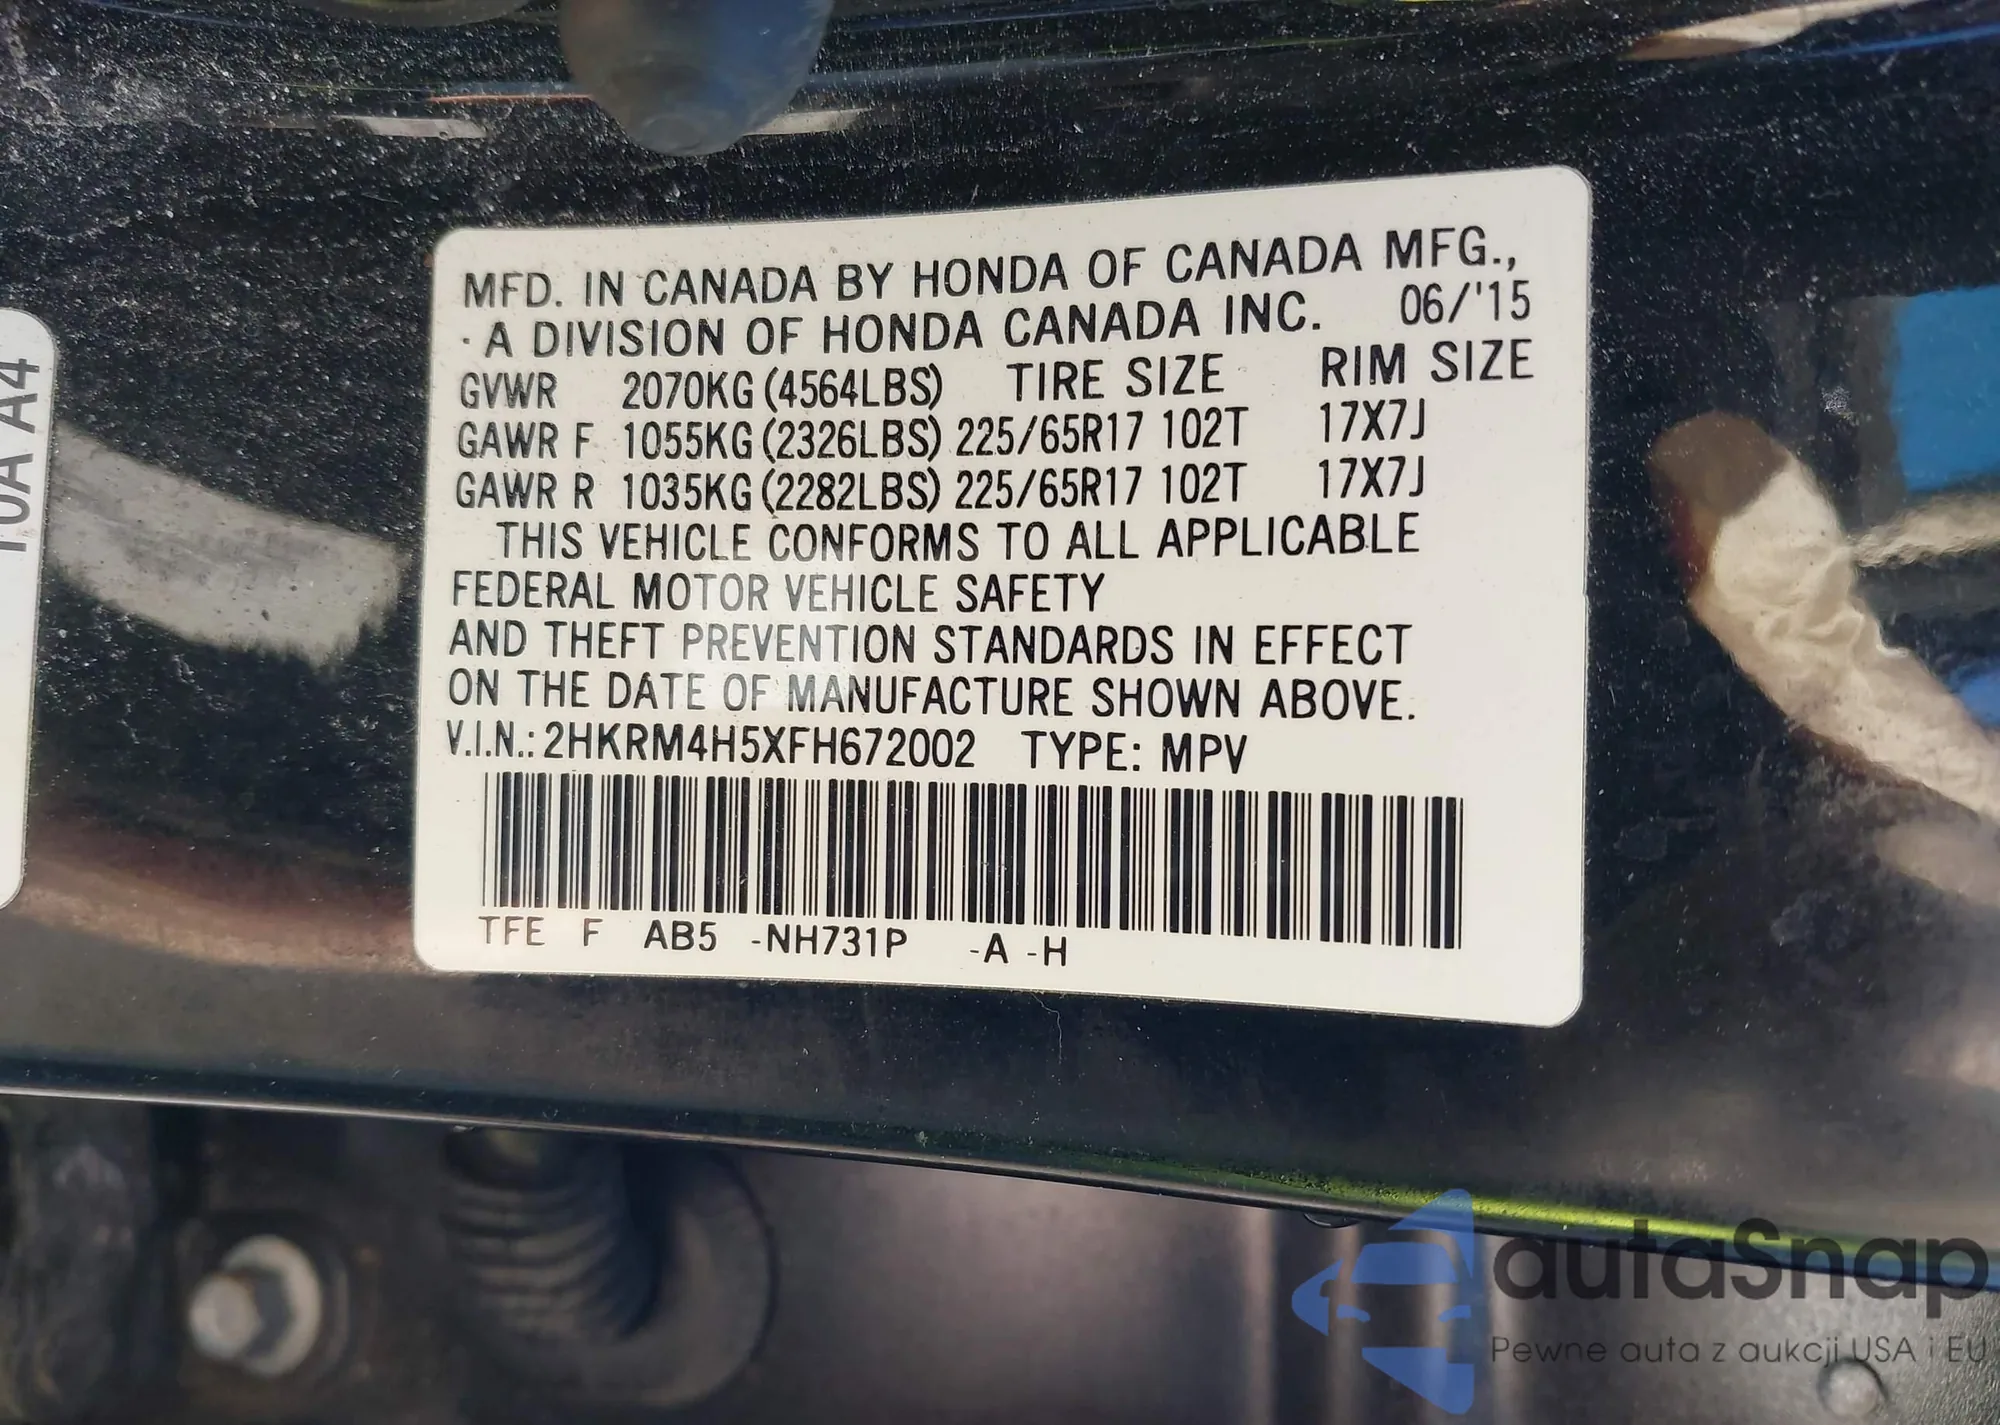 MFD. IN CANADA BY HONDA OF CANADA MFG.,
· A DIVISION OF HONDA CANADA INC. 06/'15
GVWR 2070KG (4564LBS) TIRE SIZE RIM SIZE
GAWR F 1055KG (2326LBS) 225/65R17 102T 17X7J
GAWR R 1035KG (2282LBS) 225/65R17 102T 17X7J
THIS VEHICLE CONFORMS TO ALL APPLICABLE
FEDERAL MOTOR VEHICLE SAFETY
AND THEFT PREVENTION STANDARDS IN EFFECT
ON THE DATE OF MANUFACTURE SHOWN ABOVE.
V.I.N.: 2HKRM4H5XFH672002 TYPE: MPV
TFE F AB5 -NH731P -A -H
A A4
autaSnap
Pewne auta z aukcji USA i EU